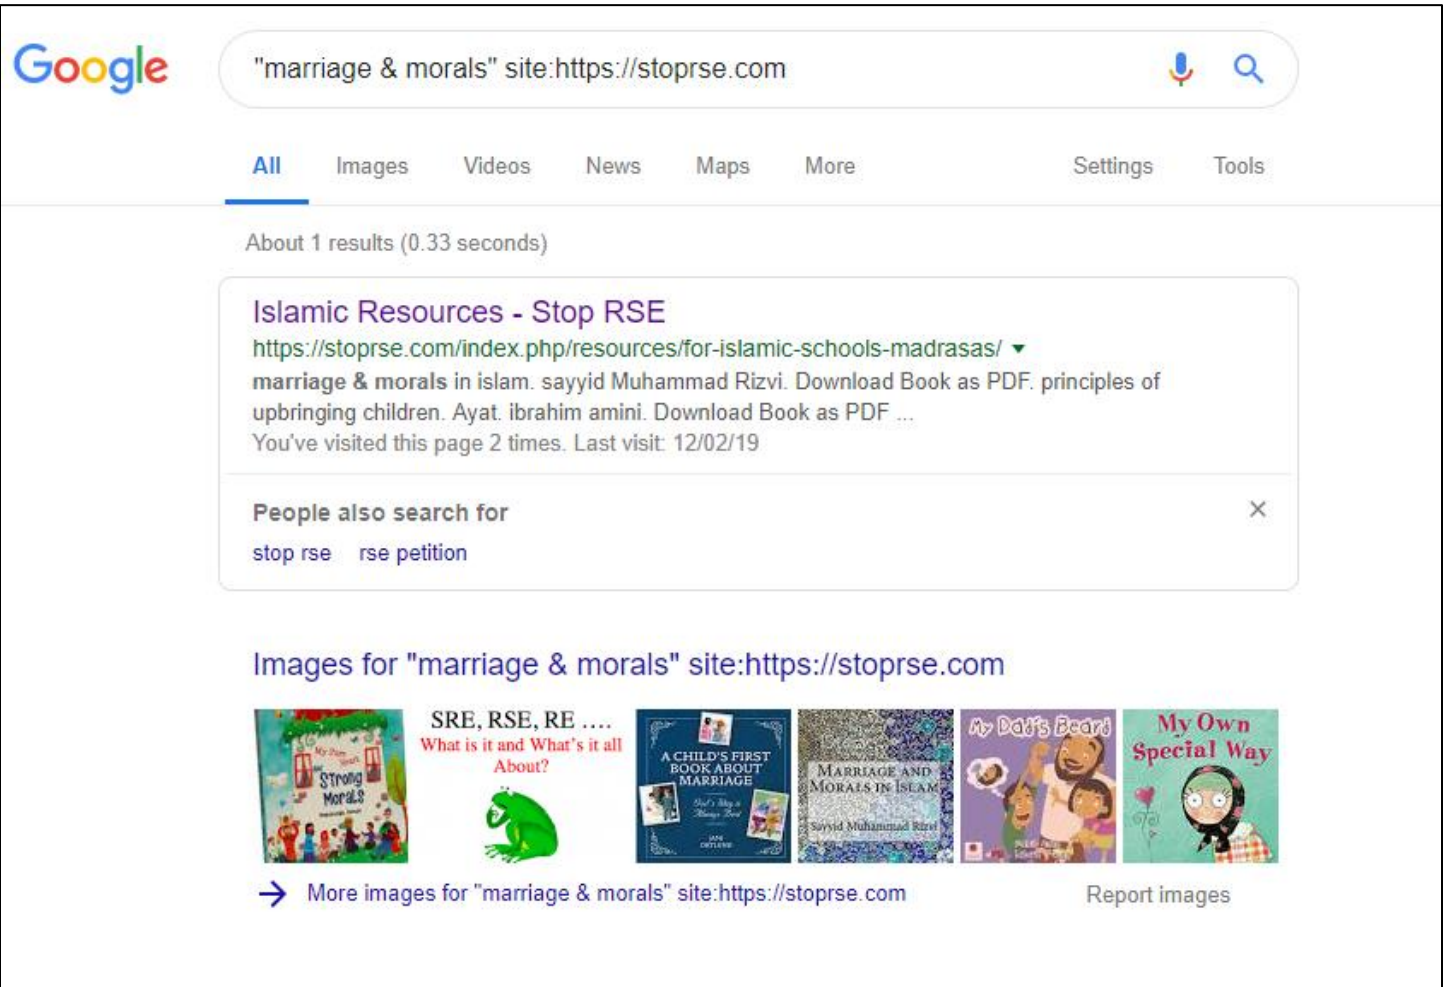 Google
"marriage & morals" site:https://stoprse.com
All Images Videos News Maps More Settings Tools
About 1 results (0.33 seconds)
Islamic Resources - Stop RSE
https://stoprse.com/index.php/resources/for-islamic-schools-madrasas/
marriage & morals in islam. sayyid Muhammad Rizvi. Download Book as PDF. principles of
upbringing children. Ayat. ibrahim amini. Download Book as PDF ...
You've visited this page 2 times. Last visit: 12/02/19
People also search for
stop rse rse petition
Images for "marriage & morals" site:https://stoprse.com
Strong
Morals
SRE, RSE, RE ....
What is it and What's it all
About?
A CHILD'S FIRST
BOOK ABOUT
MARRIAGE
God's Way is
Always Best
MARRIAGE AND
MORALS IN ISLAM
Sayyid Muhammad Rizvi
My Dad's Beard
My Own
Special Way
More images for "marriage & morals" site:https://stoprse.com
Report images